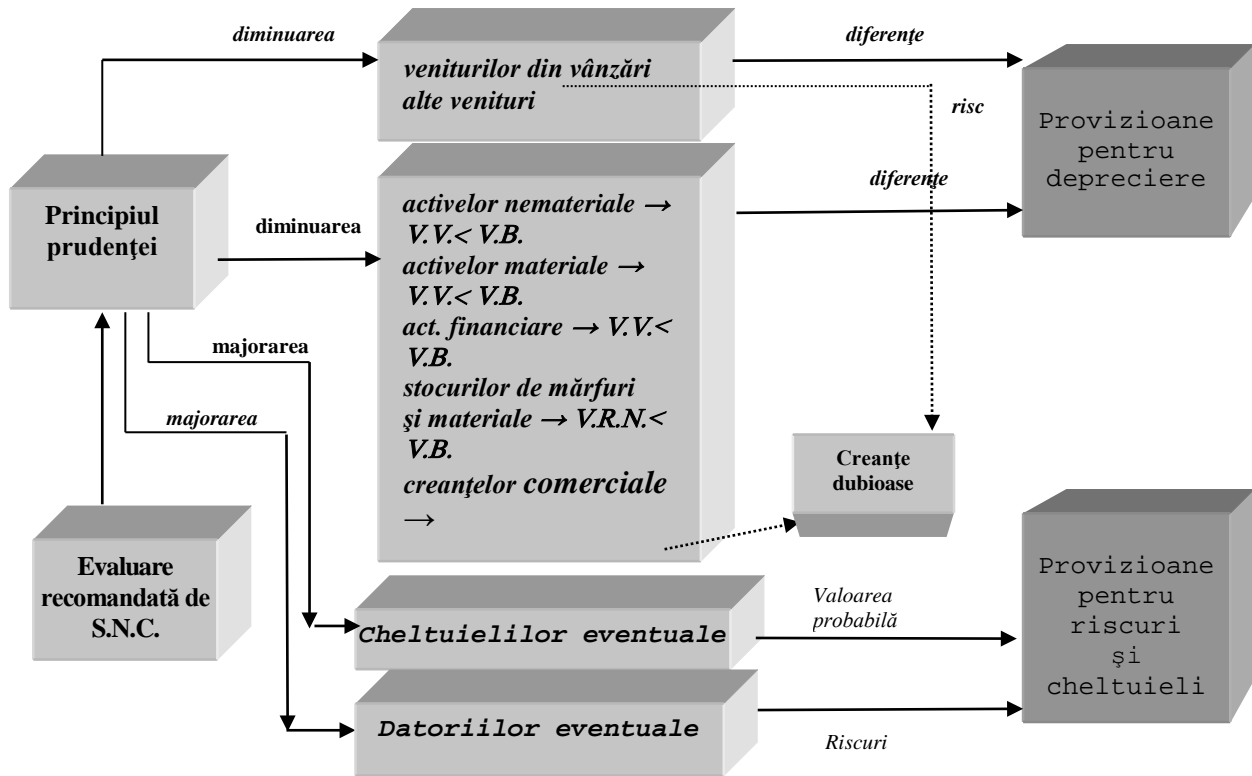 diminuarea
veniturilor din vânzări
alte venituri
diferenţe
risc
Provizioane
pentru
depreciere
Principiul
prudenţei
diminuarea
activelor nemateriale →
V.V.< V.B.
activelor materiale →
V.V.< V.B.
act. financiare → V.V.<
V.B.
stocurilor de mărfuri
şi materiale → V.R.N.<
V.B.
creanţelor comerciale
→
diferenţe
majorarea
majorarea
Creanţe
dubioase
Evaluare
recomandată de
S.N.C.
Cheltuielilor eventuale
Valoarea
probabilă
Provizioane
pentru
riscuri
şi
cheltuieli
Datoriilor eventuale
Riscuri